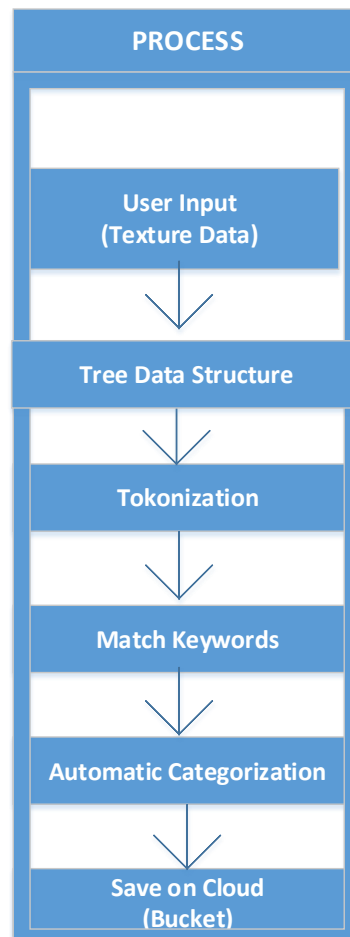 PROCESS
User Input
(Texture Data)
Tree Data Structure
Tokonization
Match Keywords
Automatic Categorization
Save on Cloud
(Bucket)